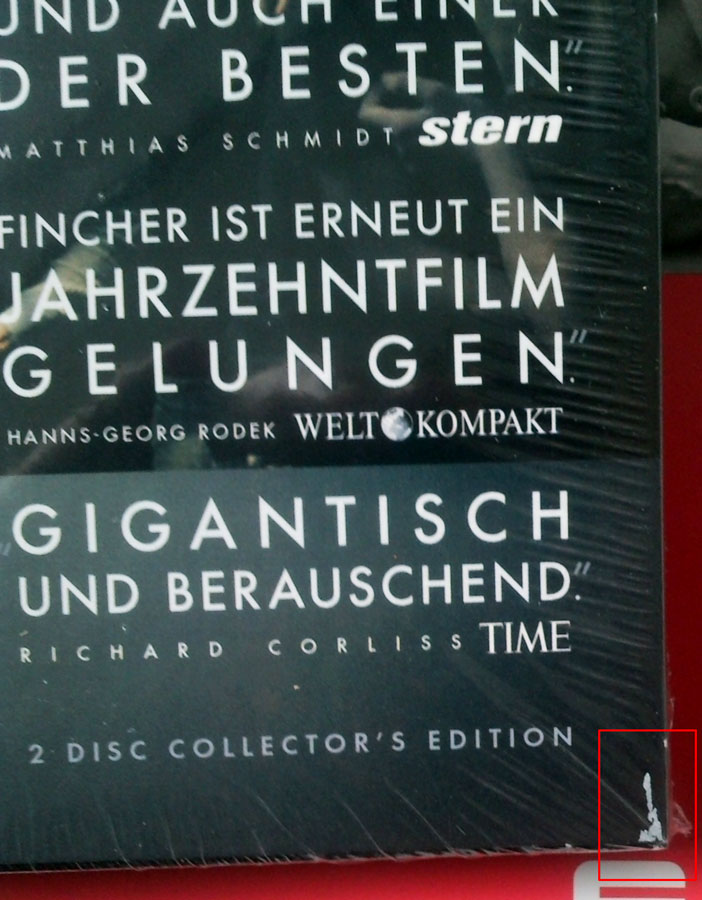 UND AUCH EINER
DER BESTEN."
MATTHIAS SCHMIDT stern
FINCHER IST ERNEUT EIN
JAHRZEHNTFILM
GELUNGEN."
HANNS-GEORG RODEK WELT KOMPAKT
"GIGANTISCH
UND BERAUSCHEND."
RICHARD CORLISS TIME
2 DISC COLLECTOR'S EDITION